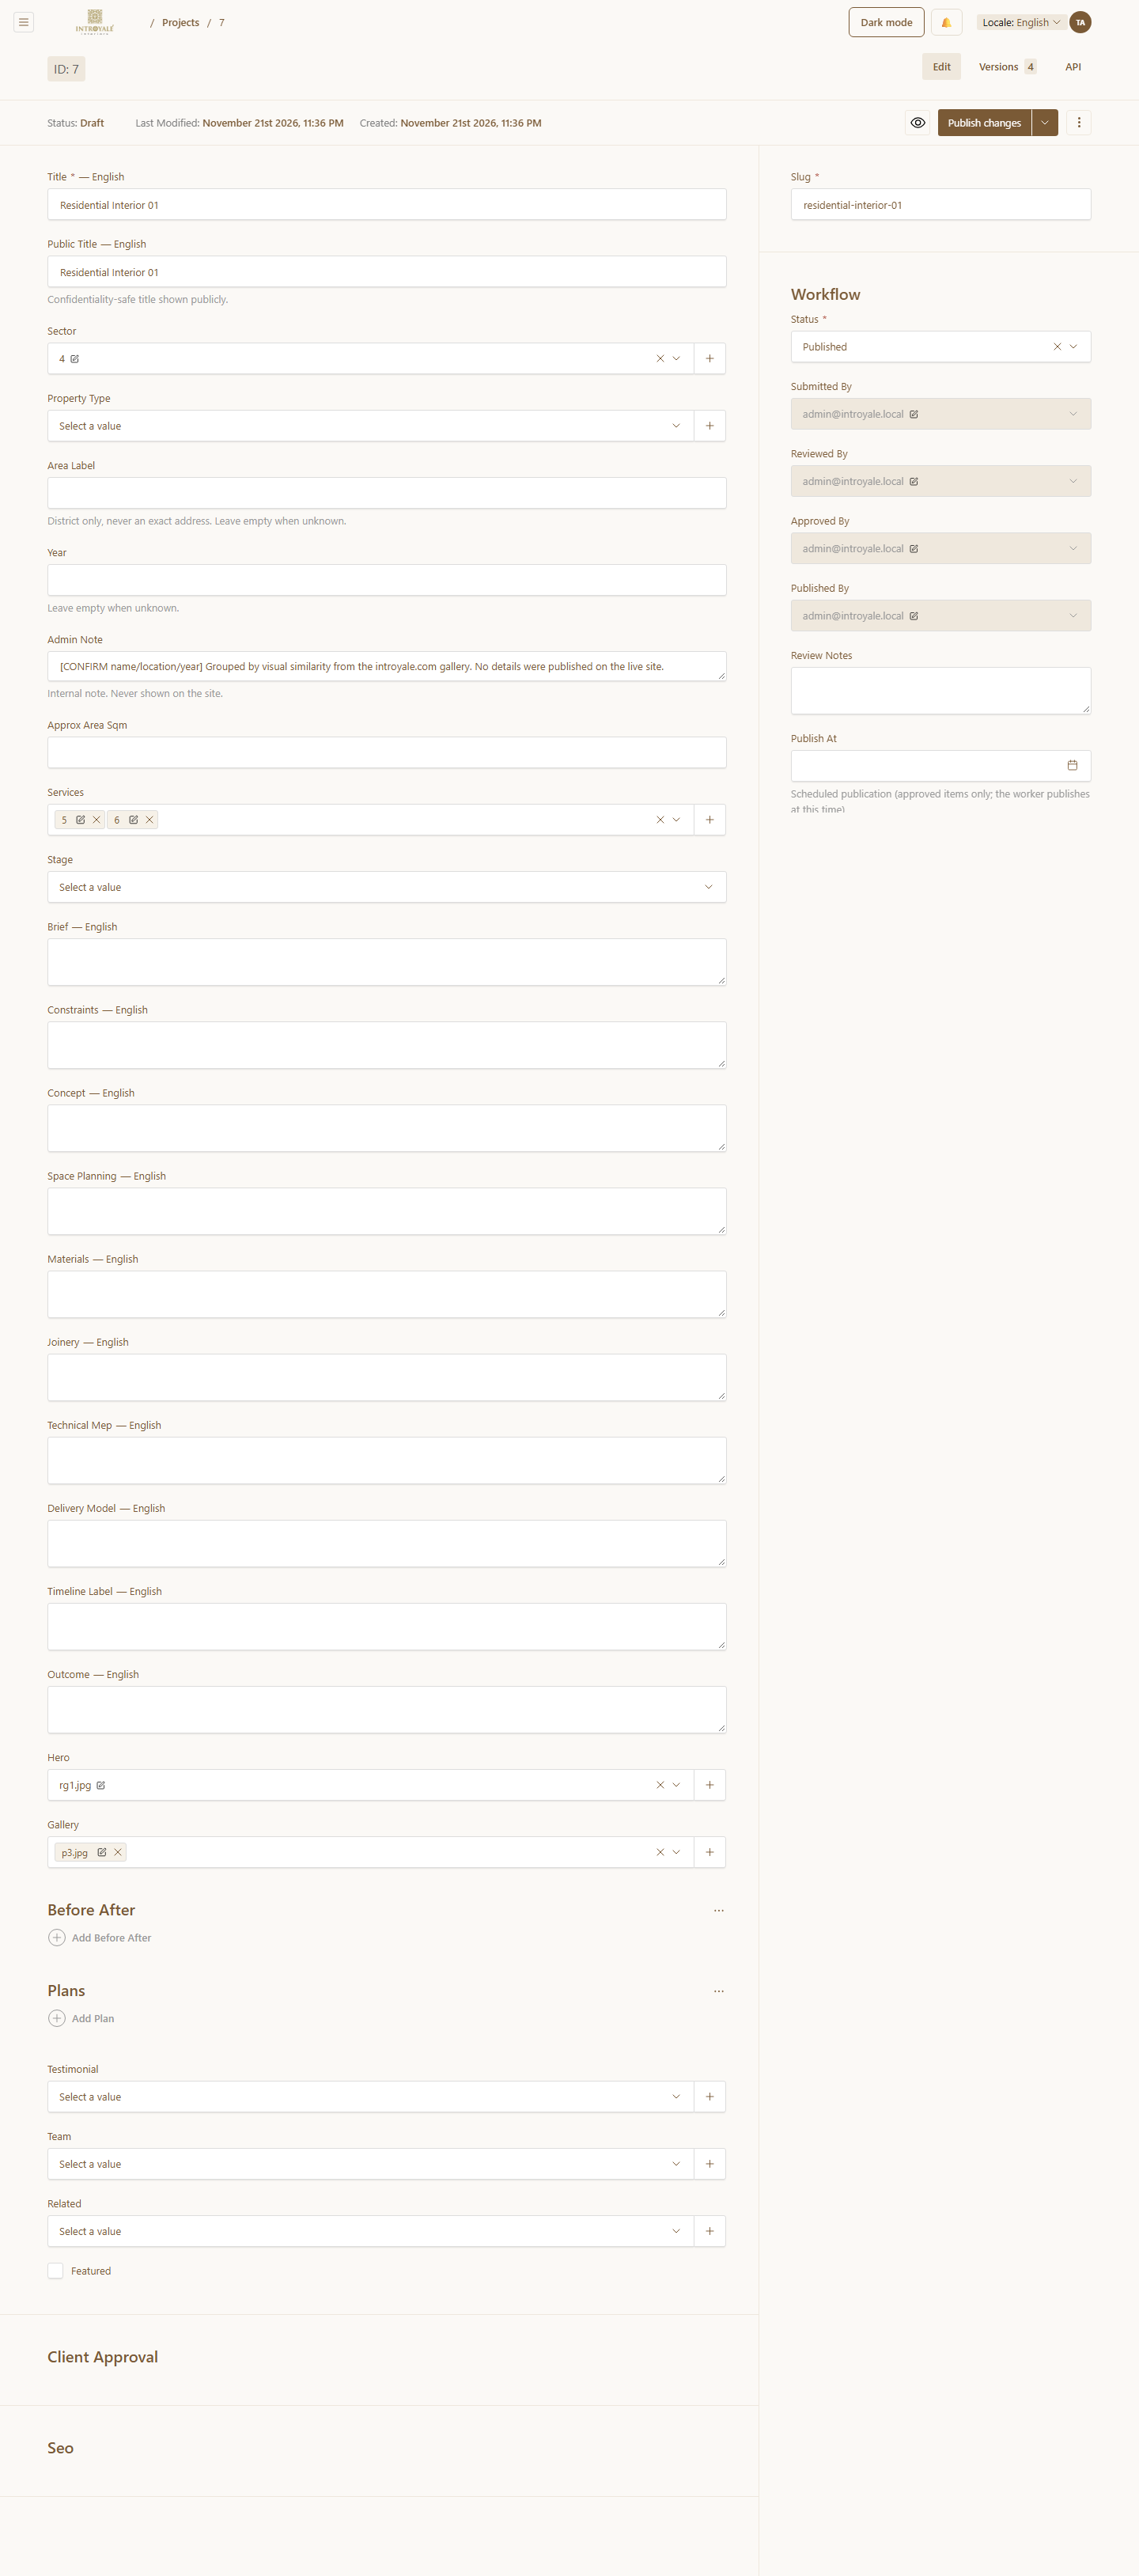 INTROYALÉ
/ Projects / 7
Dark mode
Locale: English
TA
ID: 7
Edit
Versions 4
API
Status: Draft
Last Modified: November 21st 2026, 11:36 PM
Created: November 21st 2026, 11:36 PM
Publish changes
Title * — English
Residential Interior 01
Public Title — English
Residential Interior 01
Confidentiality-safe title shown publicly.
Sector
4
Property Type
Select a value
Area Label
District only, never an exact address. Leave empty when unknown.
Year
Leave empty when unknown.
Admin Note
[CONFIRM name/location/year] Grouped by visual similarity from the introyale.com gallery. No details were published on the live site.
Internal note. Never shown on the site.
Approx Area Sqm
Services
5 6
Stage
Select a value
Brief — English
Constraints — English
Concept — English
Space Planning — English
Materials — English
Joinery — English
Technical Mep — English
Delivery Model — English
Timeline Label — English
Outcome — English
Hero
rg1.jpg
Gallery
p3.jpg
Before After
Add Before After
Plans
Add Plan
Testimonial
Select a value
Team
Select a value
Related
Select a value
Featured
Client Approval
Seo
Slug *
residential-interior-01
Workflow
Status *
Published
Submitted By
admin@introyale.local
Reviewed By
admin@introyale.local
Approved By
admin@introyale.local
Published By
admin@introyale.local
Review Notes
Publish At
Scheduled publication (approved items only; the worker publishes
at this time)